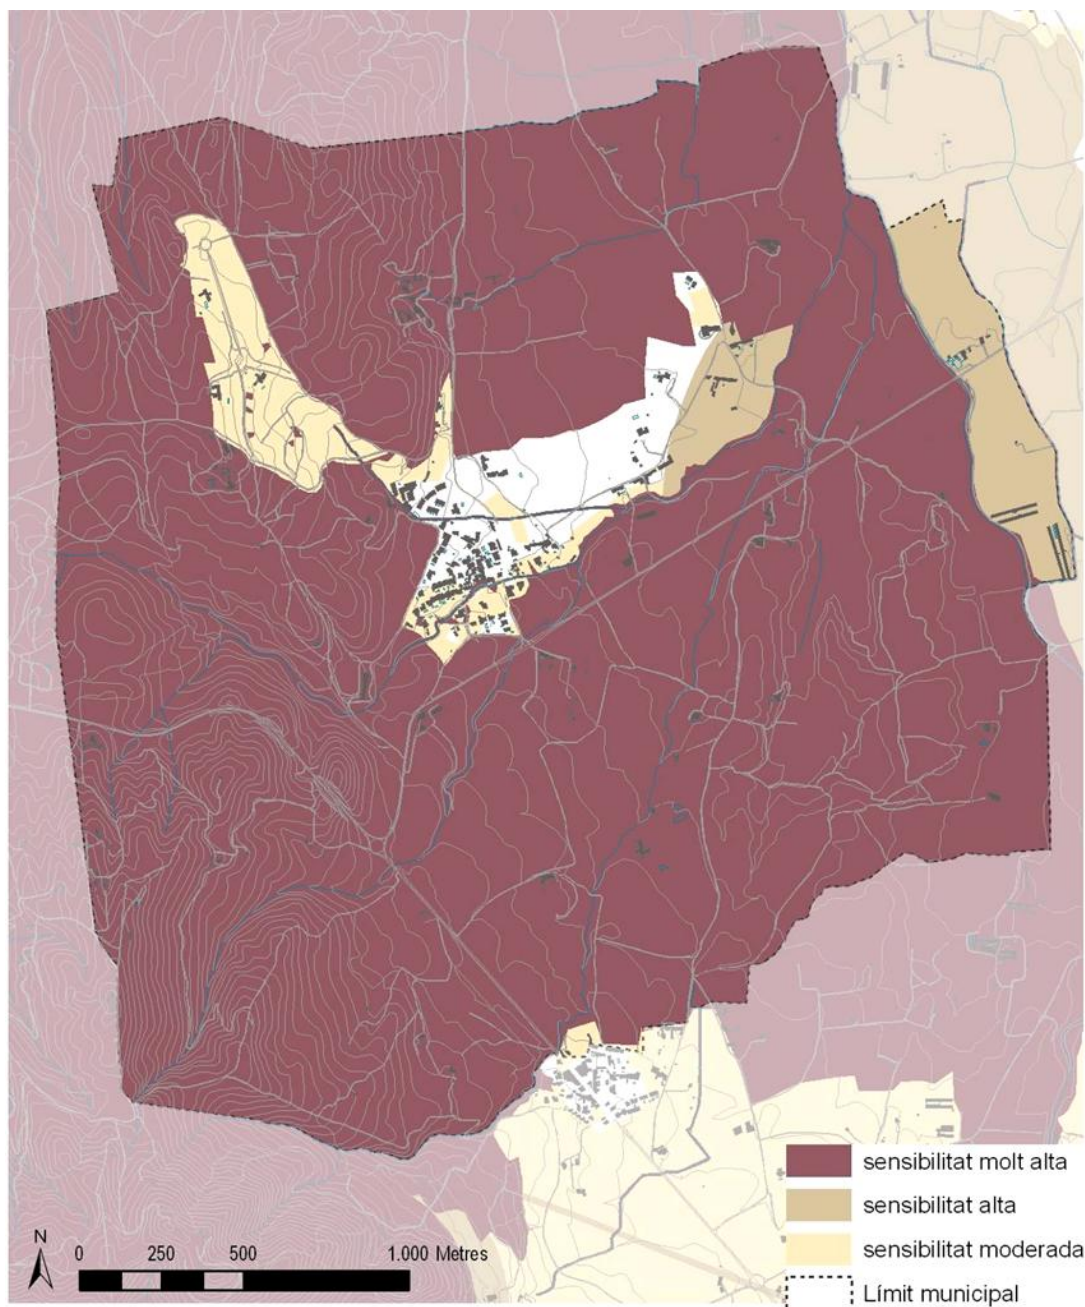 sensibilitat molt alta
sensibilitat alta
sensibilitat moderada
Límit municipal
N
0 250 500 1.000 Metres